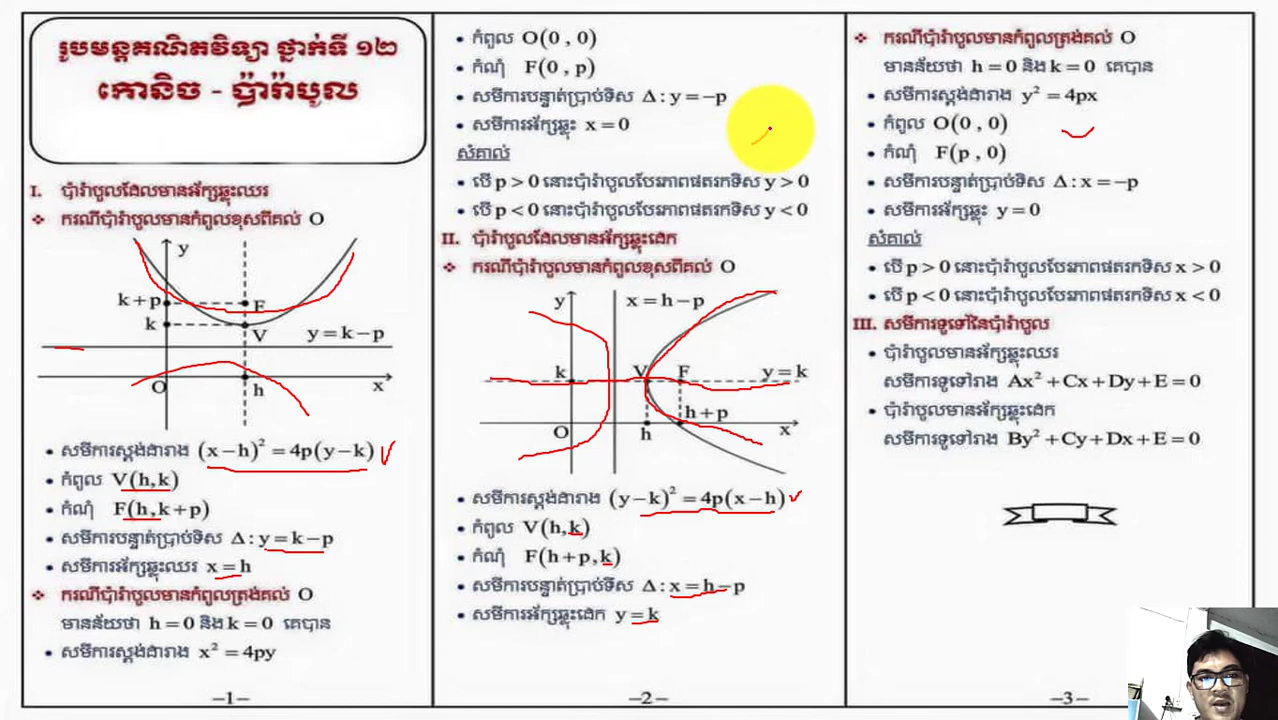 រូបមន្តគណិតវិទ្យា ថ្នាក់ទី ១២
កោនិច - ប៉ារ៉ាបូល
I. ប៉ារ៉ាបូលដែលមានអ័ក្សឆ្លុះឈរ
❖ ករណីប៉ារ៉ាបូលមានកំពូលខុសពីគល់ O
y
k+p
F
k
V
y=k−p
O
h
x
• សមីការស្តង់ដារាង (x−h)²=4p(y−k)
• កំពូល V(h,k)
• កំណុំ F(h,k+p)
• សមីការបន្ទាត់ប្រាប់ទិស Δ:y=k−p
• សមីការអ័ក្សឆ្លុះឈរ x=h
❖ ករណីប៉ារ៉ាបូលមានកំពូលត្រង់គល់ O
មានន័យថា h=0 និង k=0 គេបាន
• សមីការស្តង់ដារាង x²=4py
–1–
• កំពូល O(0,0)
• កំណុំ F(0,p)
• សមីការបន្ទាត់ប្រាប់ទិស Δ:y=−p
• សមីការអ័ក្សឆ្លុះ x=0
សំគាល់
• បើ p>0 នោះប៉ារ៉ាបូលបែរភាពផតរកទិស y>0
• បើ p<0 នោះប៉ារ៉ាបូលបែរភាពផតរកទិស y<0
II. ប៉ារ៉ាបូលដែលមានអ័ក្សឆ្លុះដេក
❖ ករណីប៉ារ៉ាបូលមានកំពូលខុសពីគល់ O
y
x=h−p
k
V
F
y=k
h+p
O
h
x
• សមីការស្តង់ដារាង (y−k)²=4p(x−h)
• កំពូល V(h,k)
• កំណុំ F(h+p,k)
• សមីការបន្ទាត់ប្រាប់ទិស Δ:x=h−p
• សមីការអ័ក្សឆ្លុះដេក y=k
–2–
❖ ករណីប៉ារ៉ាបូលមានកំពូលត្រង់គល់ O
មានន័យថា h=0 និង k=0 គេបាន
• សមីការស្តង់ដារាង y²=4px
• កំពូល O(0,0)
• កំណុំ F(p,0)
• សមីការបន្ទាត់ប្រាប់ទិស Δ:x=−p
• សមីការអ័ក្សឆ្លុះ y=0
សំគាល់
• បើ p>0 នោះប៉ារ៉ាបូលបែរភាពផតរកទិស x>0
• បើ p<0 នោះប៉ារ៉ាបូលបែរភាពផតរកទិស x<0
III. សមីការទូទៅនៃប៉ារ៉ាបូល
• ប៉ារ៉ាបូលមានអ័ក្សឆ្លុះឈរ
សមីការទូទៅរាង Ax²+Cx+Dy+E=0
• ប៉ារ៉ាបូលមានអ័ក្សឆ្លុះដេក
សមីការទូទៅរាង By²+Cy+Dx+E=0
–3–